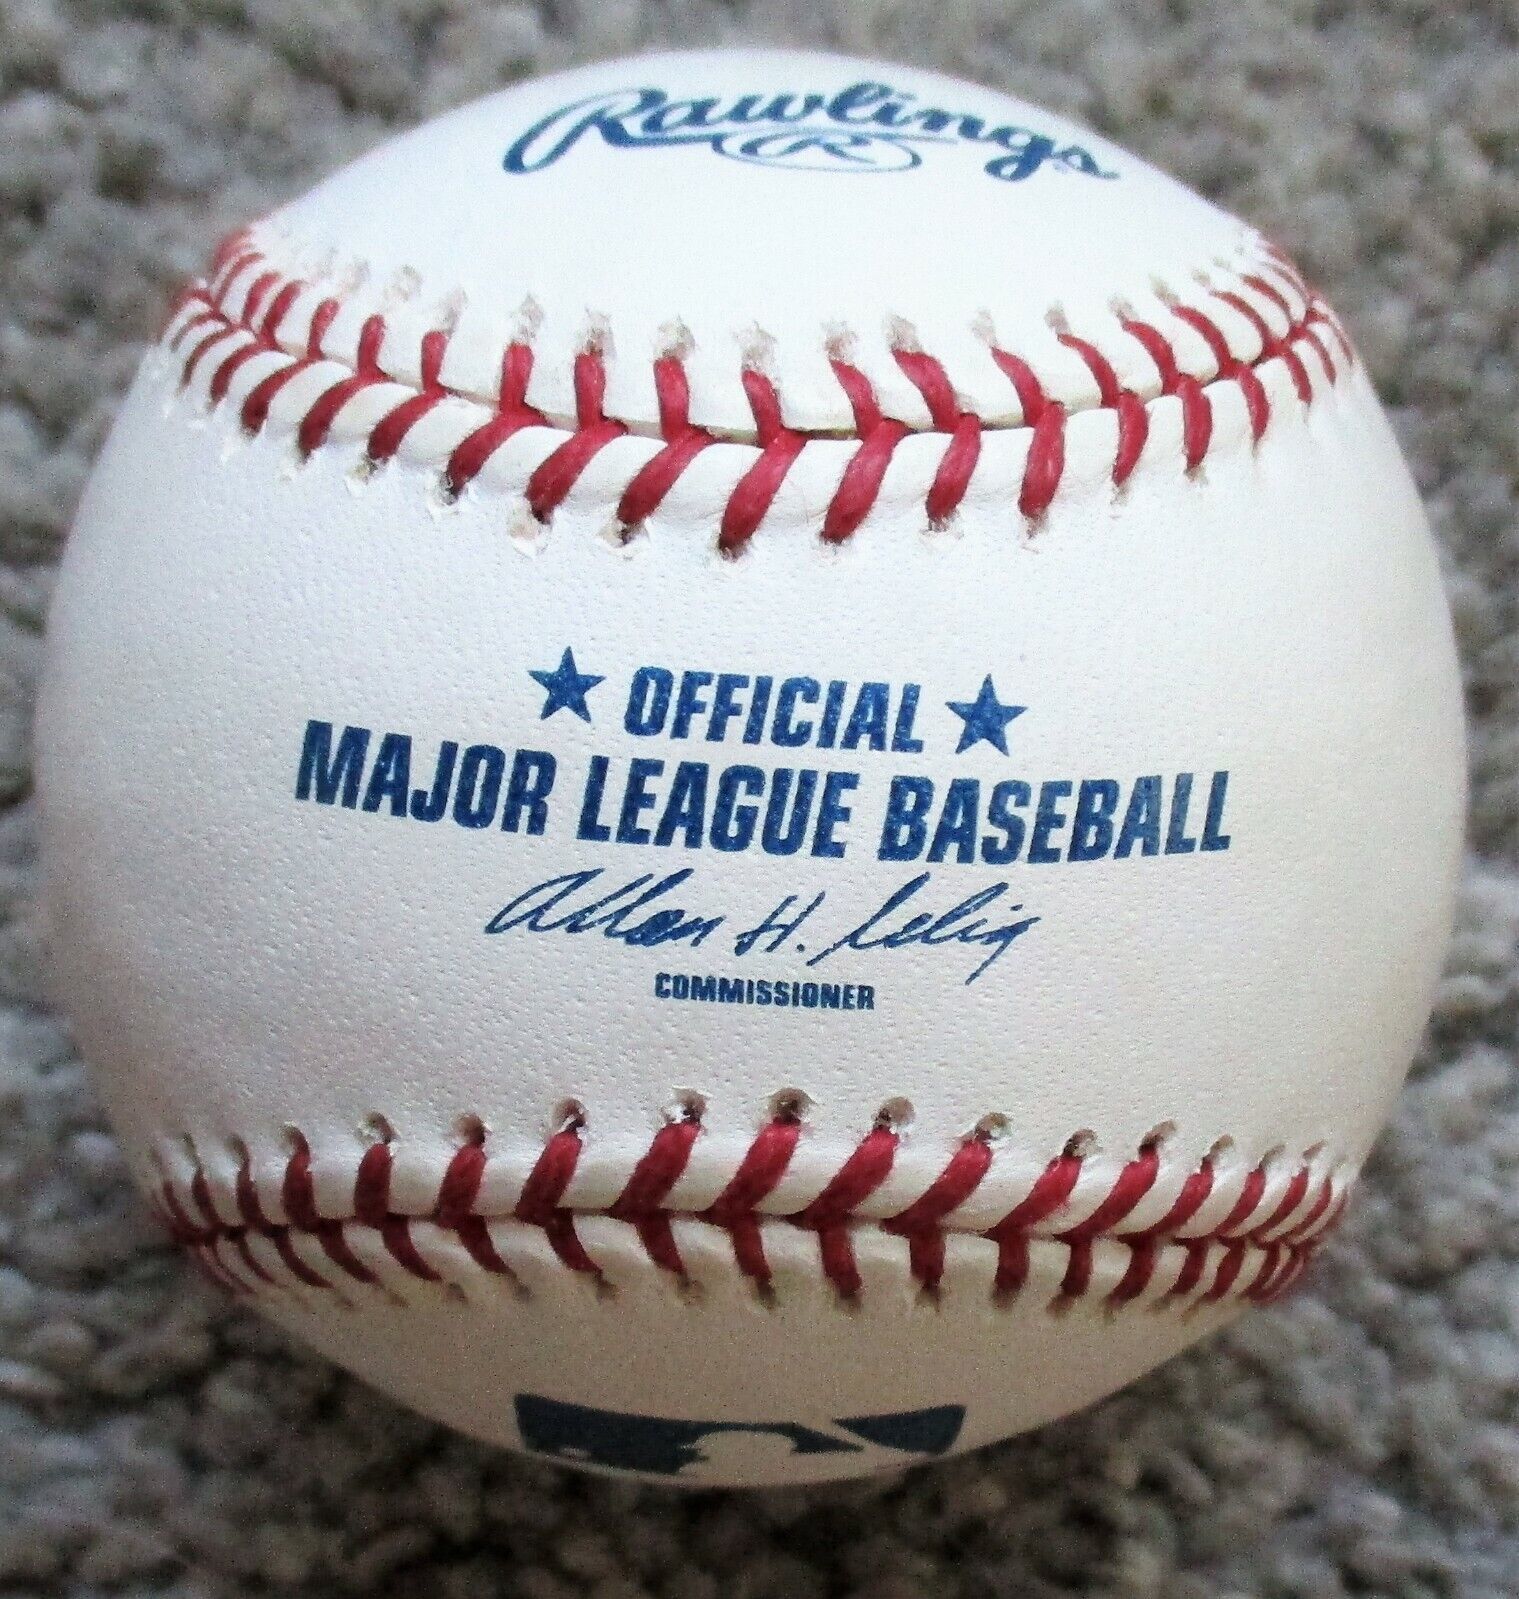 Rawlings
R
OFFICIAL
MAJOR LEAGUE BASEBALL
Allan H. Selig
COMMISSIONER